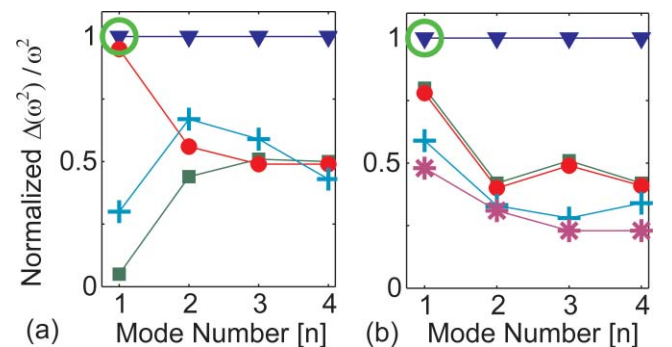 1
0.5
0
Normalized Δ(ω²) / ω²
1 2 3 4
(a) Mode Number [n]
1
0.5
0
1 2 3 4
(b) Mode Number [n]